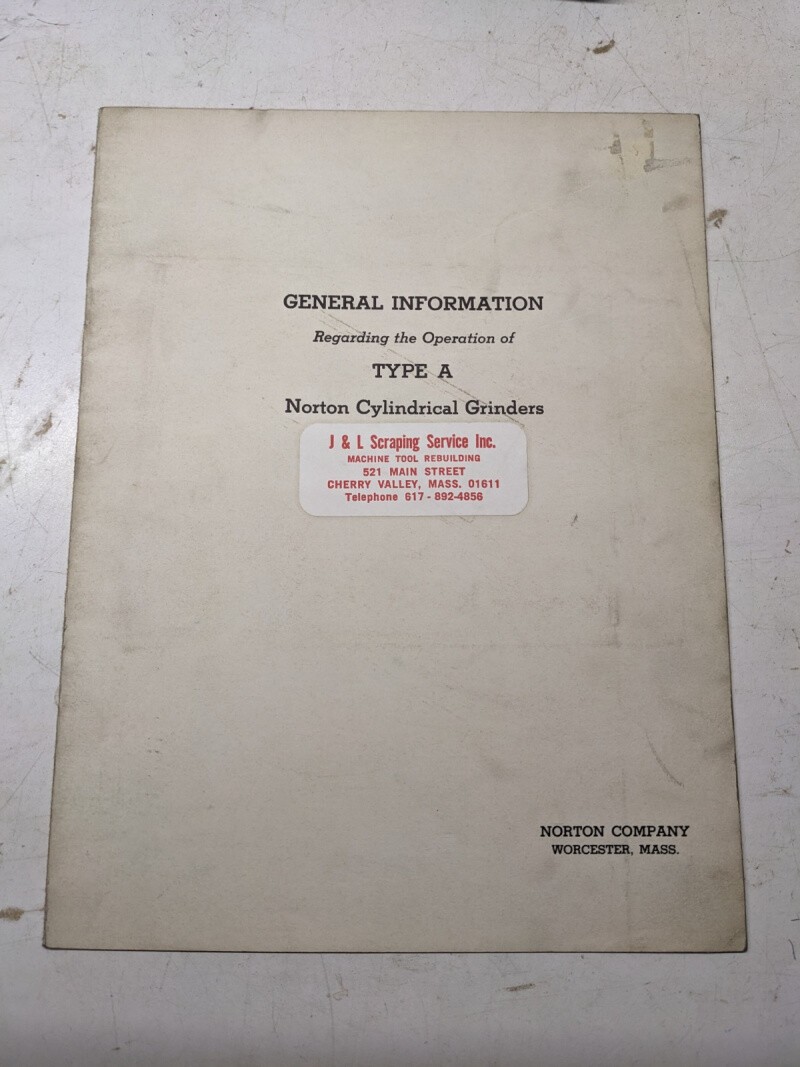 GENERAL INFORMATION
Regarding the Operation of
TYPE A
Norton Cylindrical Grinders
J & L Scraping Service Inc.
MACHINE TOOL REBUILDING
521 MAIN STREET
CHERRY VALLEY, MASS. 01611
Telephone 617 - 892-4856
NORTON COMPANY
WORCESTER, MASS.